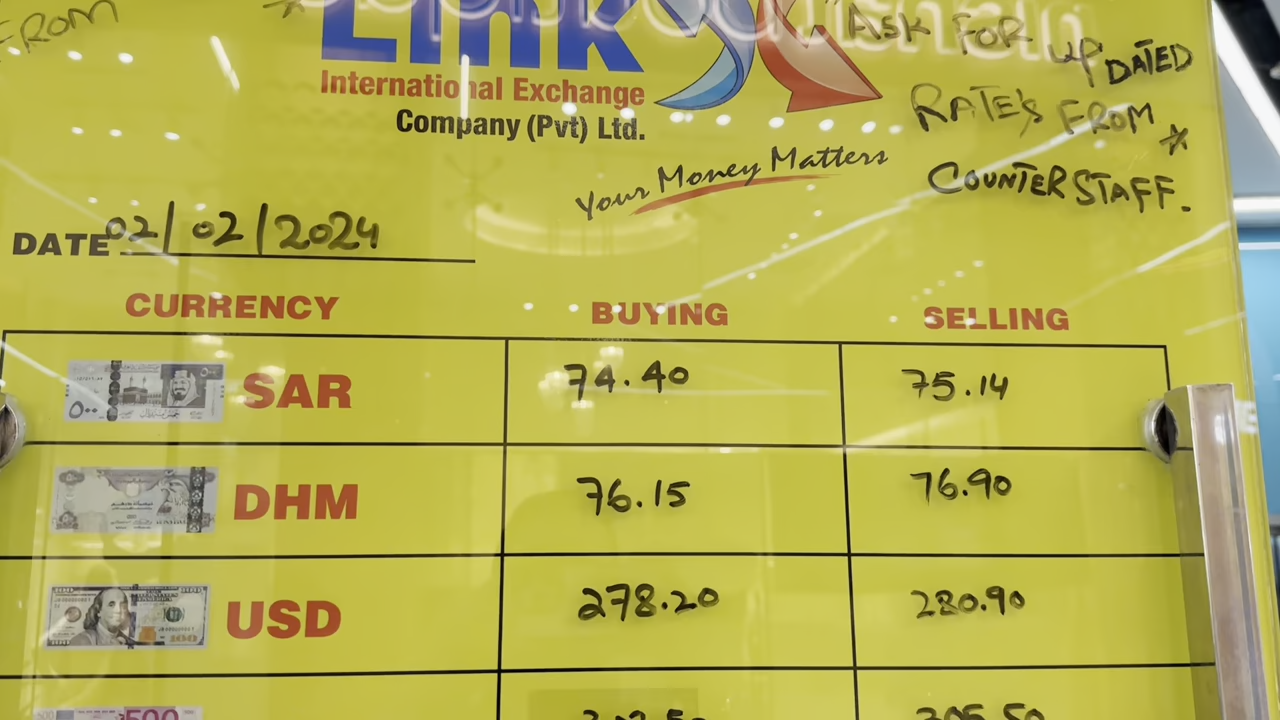 FROM
Link
International Exchange
Company (Pvt) Ltd.
Your Money Matters
"ASK FOR UPDATED
RATE'S FROM *
COUNTER STAFF.
DATE 02/02/2024
CURRENCY BUYING SELLING
SAR 74.40 75.14
DHM 76.15 76.90
USD 278.20 280.90
500 305.50